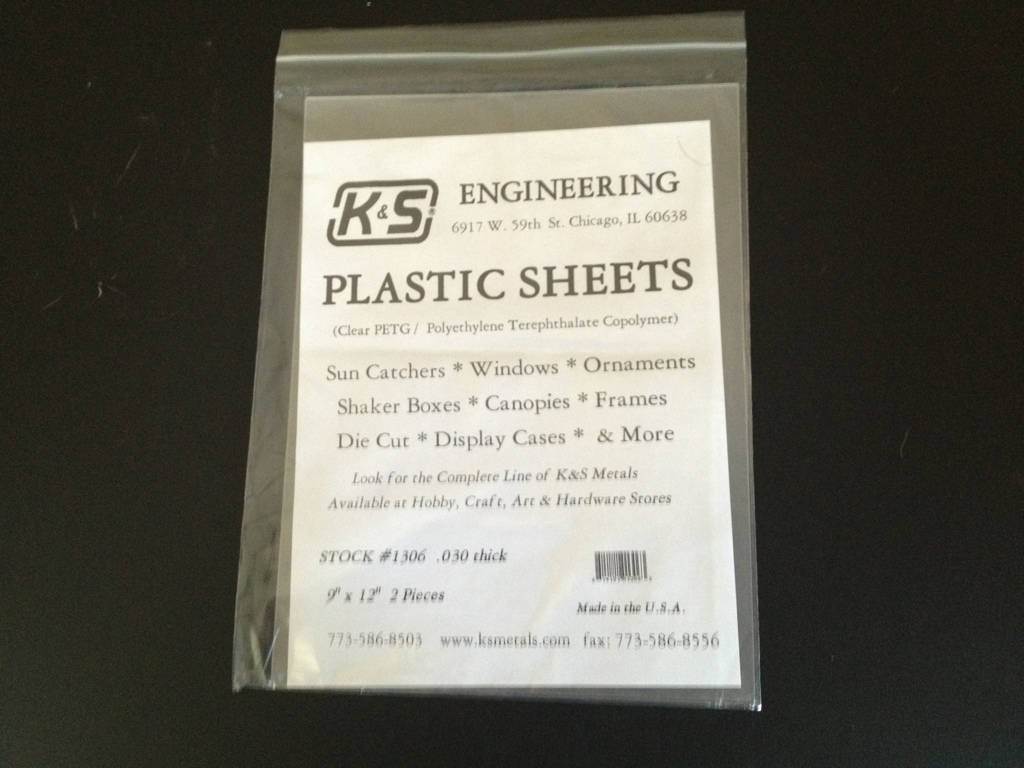 K&S® ENGINEERING
6917 W. 59th St. Chicago, IL 60638
PLASTIC SHEETS
(Clear PETG / Polyethylene Terephthalate Copolymer)
Sun Catchers * Windows * Ornaments
Shaker Boxes * Canopies * Frames
Die Cut * Display Cases * & More
Look for the Complete Line of K&S Metals
Available at Hobby, Craft, Art & Hardware Stores
STOCK #1306 .030 thick
9" x 12" 2 Pieces
Made in the U.S.A.
773-586-8503 www.ksmetals.com fax: 773-586-8556